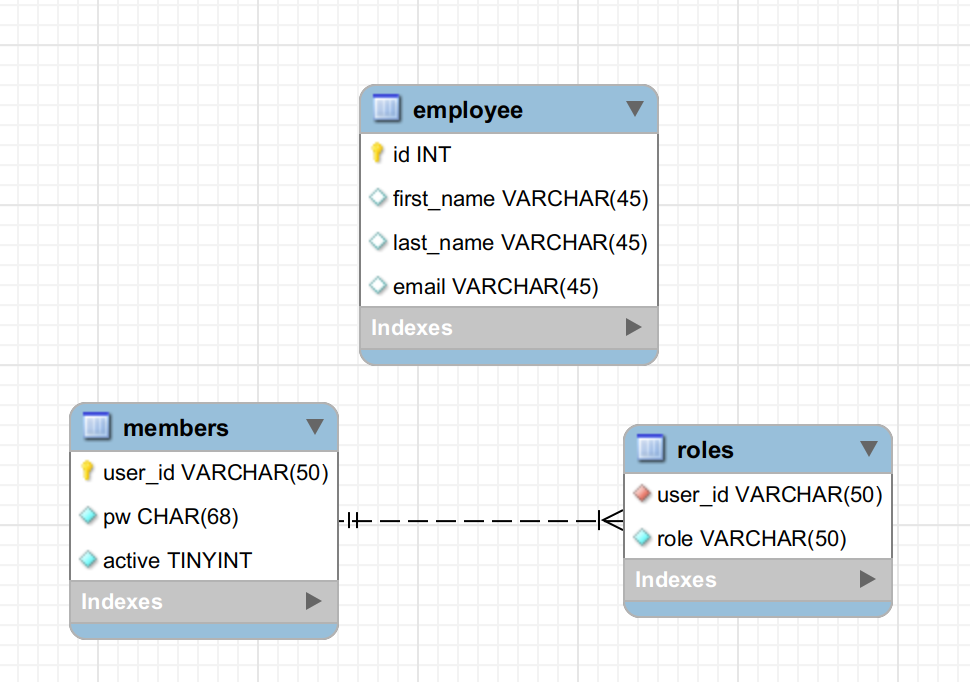 employee
id INT
first_name VARCHAR(45)
last_name VARCHAR(45)
email VARCHAR(45)
Indexes
members
user_id VARCHAR(50)
pw CHAR(68)
active TINYINT
Indexes
roles
user_id VARCHAR(50)
role VARCHAR(50)
Indexes